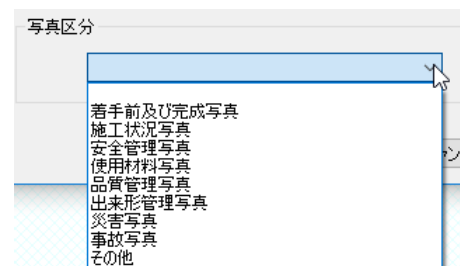 写真区分
着手前及び完成写真
施工状況写真
安全管理写真
使用材料写真
品質管理写真
出来形管理写真
災害写真
事故写真
その他